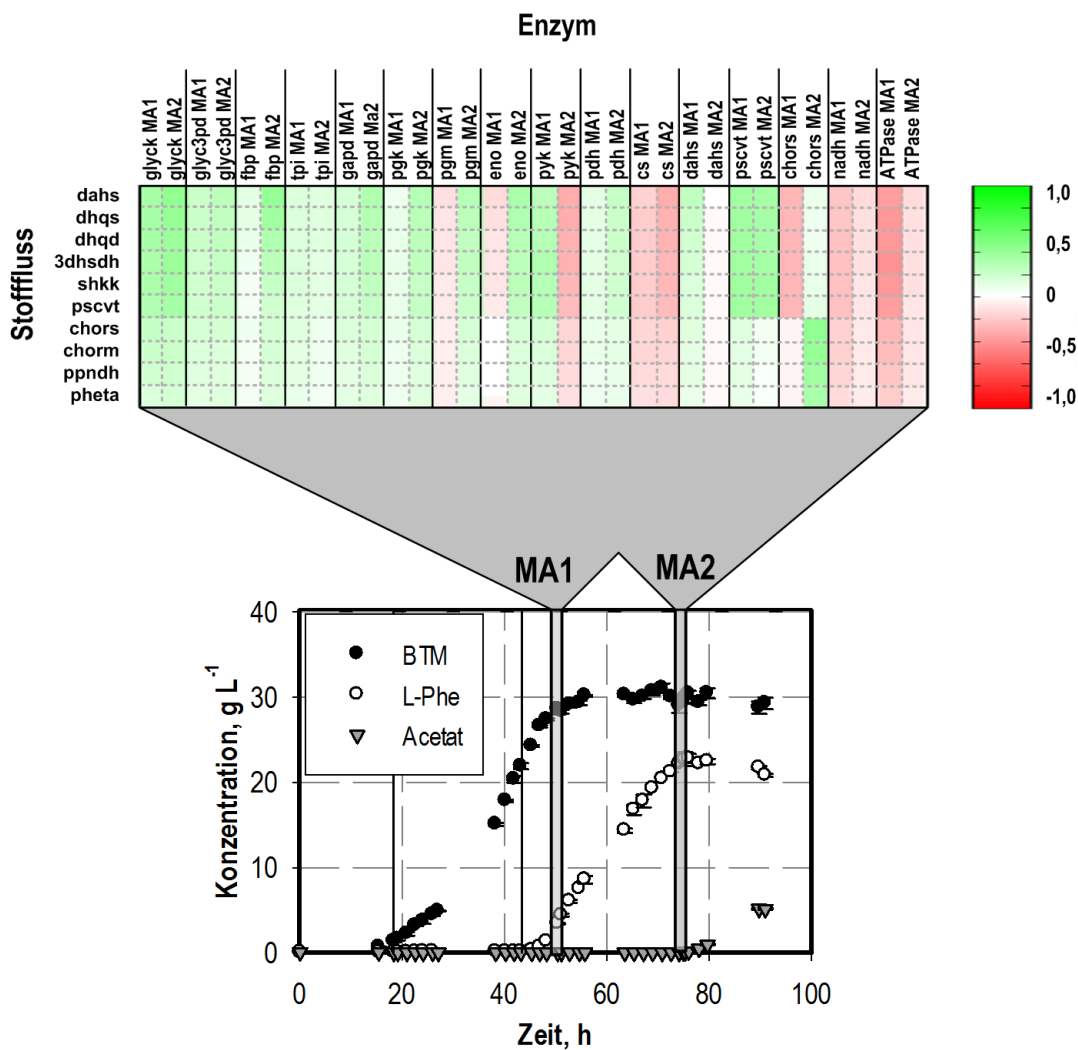 Enzym
glyck MA1
glyck MA2
glyc3pd MA1
glyc3pd MA2
fbp MA1
fbp MA2
tpi MA1
tpi MA2
gapd MA1
gapd Ma2
pgk MA1
pgk MA2
pgm MA1
pgm MA2
eno MA1
eno MA2
pyk MA1
pyk MA2
pdh MA1
pdh MA2
cs MA1
cs MA2
dahs MA1
dahs MA2
pscvt MA1
pscvt MA2
chors MA1
chors MA2
nadh MA1
nadh MA2
ATPase MA1
ATPase MA2
Stofffluss
dahs
dhqs
dhqd
3dhsdh
shkk
pscvt
chors
chorm
ppndh
pheta
1,0
0,5
0
-0,5
-1,0
MA1
MA2
Konzentration, g L⁻¹
40
30
20
10
0
BTM
L-Phe
Acetat
0 20 40 60 80 100
Zeit, h